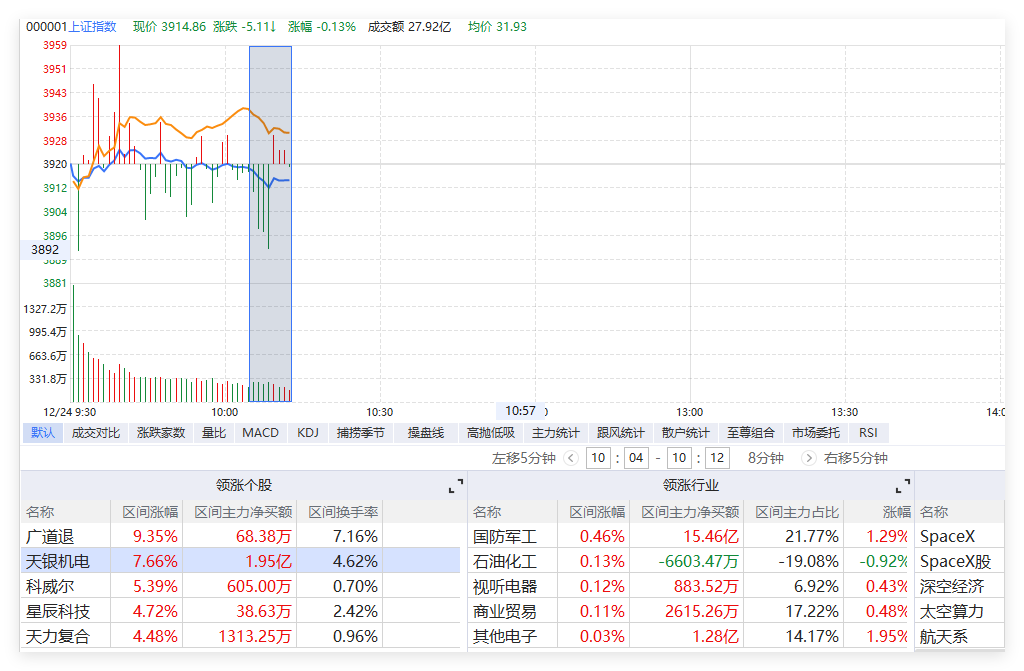 000001上证指数 现价 3914.86 涨跌 -5.11↓ 涨幅 -0.13% 成交额 27.92亿 均价 31.93
3959
3951
3943
3936
3928
3920
3912
3904
3896
3892
3889
3881
1327.2万
995.4万
663.6万
331.8万
12/24 9:30 10:00 10:30 10:57 13:00 13:30 14:0
默认 成交对比 涨跌家数 量比 MACD KDJ 捕捞季节 操盘线 高抛低吸 主力统计 跟风统计 散户统计 至尊组合 市场委托 RSI
左移5分钟 10 : 04 - 10 : 12 8分钟 右移5分钟
领涨个股 领涨行业
名称 区间涨幅 区间主力净买额 区间换手率 名称 区间涨幅 区间主力净买额 区间主力占比 涨幅 名称
广道退 9.35% 68.38万 7.16% 国防军工 0.46% 15.46亿 21.77% 1.29% SpaceX
天银机电 7.66% 1.95亿 4.62% 石油化工 0.13% -6603.47万 -19.08% -0.92% SpaceX股
科威尔 5.39% 605.00万 0.70% 视听电器 0.12% 883.52万 6.92% 0.43% 深空经济
星辰科技 4.72% 38.63万 2.42% 商业贸易 0.11% 2615.26万 17.22% 0.48% 太空算力
天力复合 4.48% 1313.25万 0.96% 其他电子 0.03% 1.28亿 14.17% 1.95% 航天系